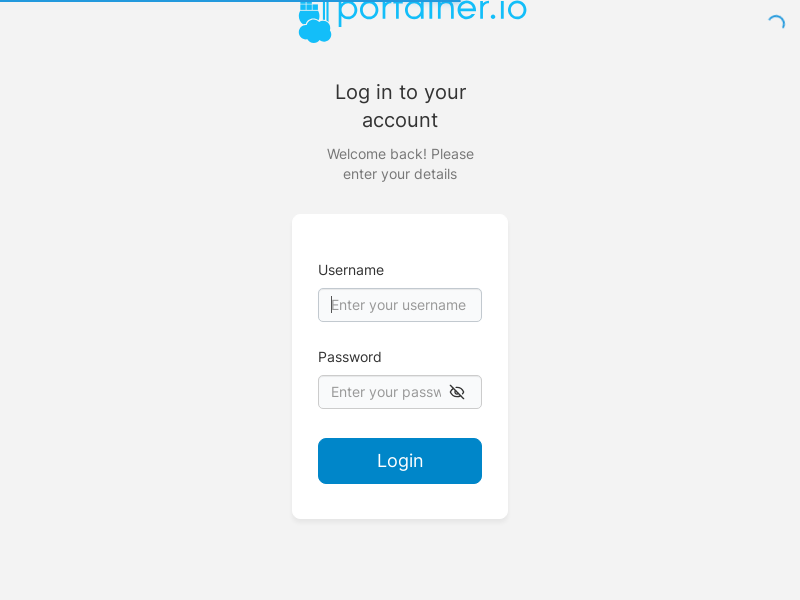 portainer.io
Log in to your
account
Welcome back! Please
enter your details
Username
Enter your username
Password
Enter your passw
Login